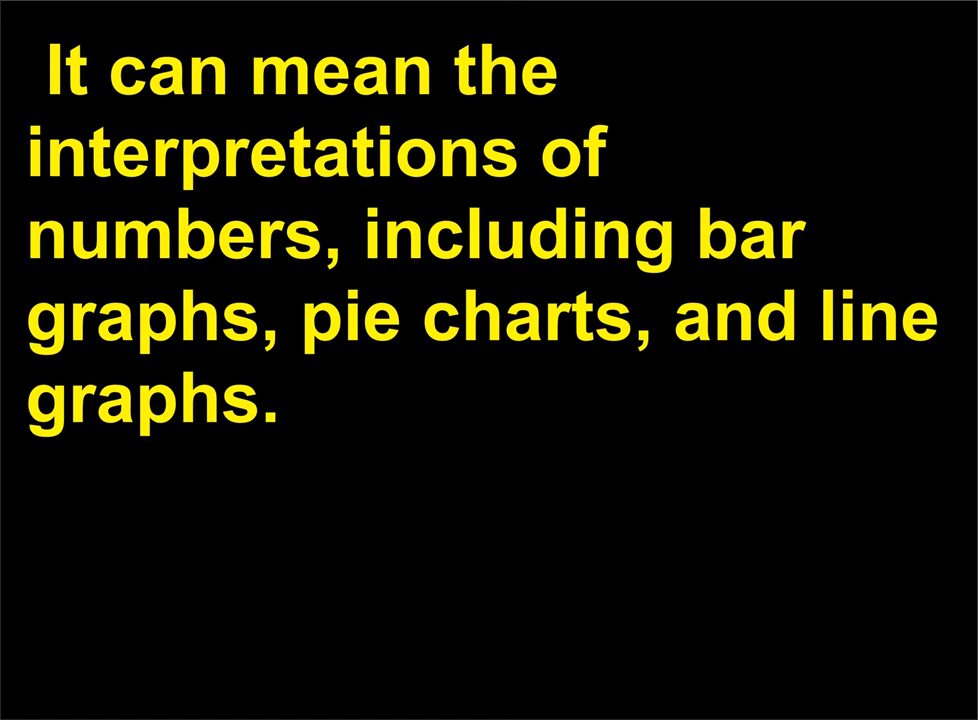 It can mean the
interpretations of
numbers, including bar
graphs, pie charts, and line
graphs.